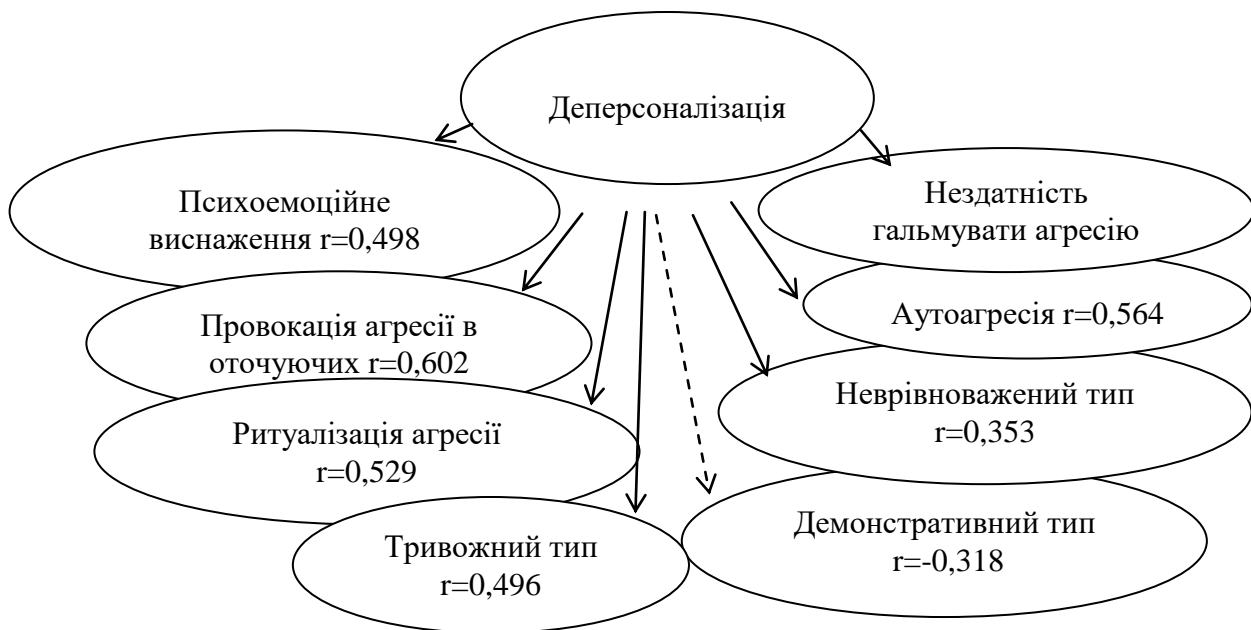 Деперсоналізація
Психоемоційне
виснаження r=0,498
Провокація агресії в
оточуючих r=0,602
Ритуалізація агресії
r=0,529
Тривожний тип
r=0,496
Нездатність
гальмувати агресію
Аутоагресія r=0,564
Неврівноважений тип
r=0,353
Демонстративний тип
r=-0,318